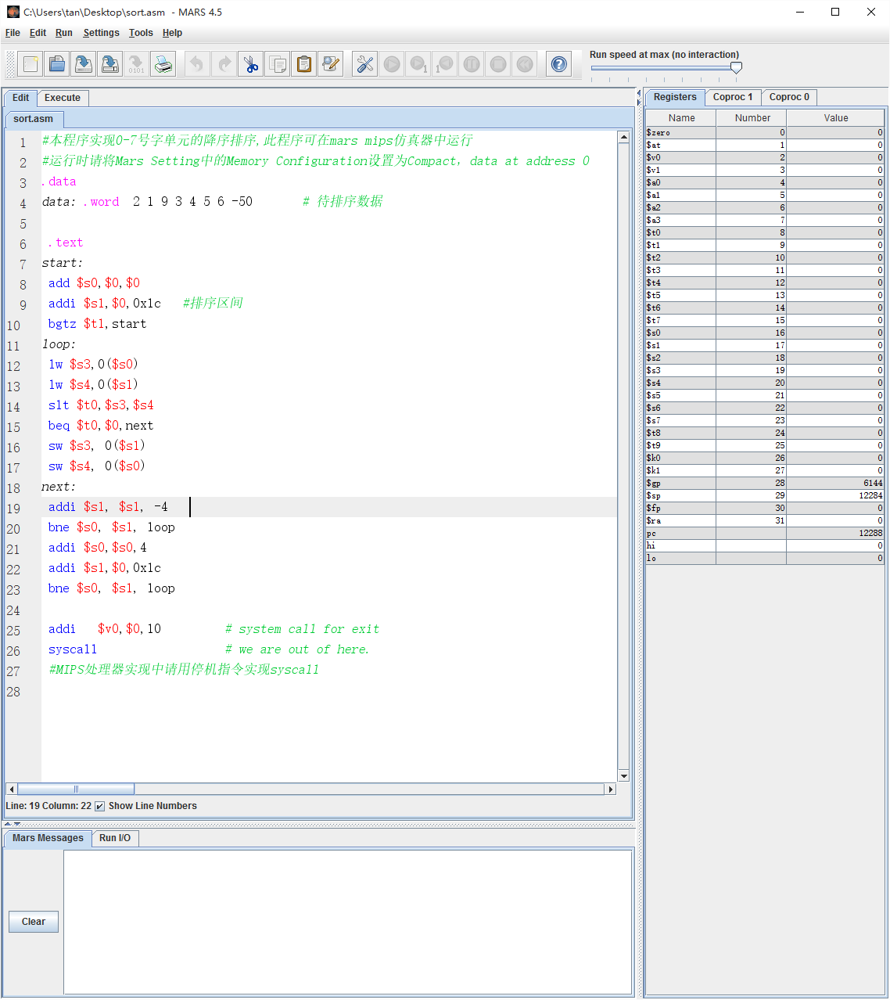 C:\Users\tan\Desktop\sort.asm - MARS 4.5
File Edit Run Settings Tools Help
Run speed at max (no interaction)
Edit Execute
sort.asm
1 #本程序实现0-7号字单元的降序排序,此程序可在mars mips仿真器中运行
2 #运行时请将Mars Setting中的Memory Configuration设置为Compact, data at address 0
3 .data
4 data: .word 2 1 9 3 4 5 6 -50 # 待排序数据
5
6 .text
7 start:
8 add $s0,$0,$0
9 addi $s1,$0,0x1c #排序区间
10 bgtz $t1,start
11 loop:
12 lw $s3,0($s0)
13 lw $s4,0($s1)
14 slt $t0,$s3,$s4
15 beq $t0,$0,next
16 sw $s3, 0($s1)
17 sw $s4, 0($s0)
18 next:
19 addi $s1, $s1, -4
20 bne $s0, $s1, loop
21 addi $s0,$s0,4
22 addi $s1,$0,0x1c
23 bne $s0, $s1, loop
24
25 addi $v0,$0,10 # system call for exit
26 syscall # we are out of here.
27 #MIPS处理器实现中请用停机指令实现syscall
28
Line: 19 Column: 22 Show Line Numbers
Mars Messages Run I/O
Clear
Registers Coproc 1 Coproc 0
Name Number Value
$zero 0 0
$at 1 0
$v0 2 0
$v1 3 0
$a0 4 0
$a1 5 0
$a2 6 0
$a3 7 0
$t0 8 0
$t1 9 0
$t2 10 0
$t3 11 0
$t4 12 0
$t5 13 0
$t6 14 0
$t7 15 0
$s0 16 0
$s1 17 0
$s2 18 0
$s3 19 0
$s4 20 0
$s5 21 0
$s6 22 0
$s7 23 0
$t8 24 0
$t9 25 0
$k0 26 0
$k1 27 0
$gp 28 6144
$sp 29 12284
$fp 30 0
$ra 31 0
pc 12288
hi 0
lo 0